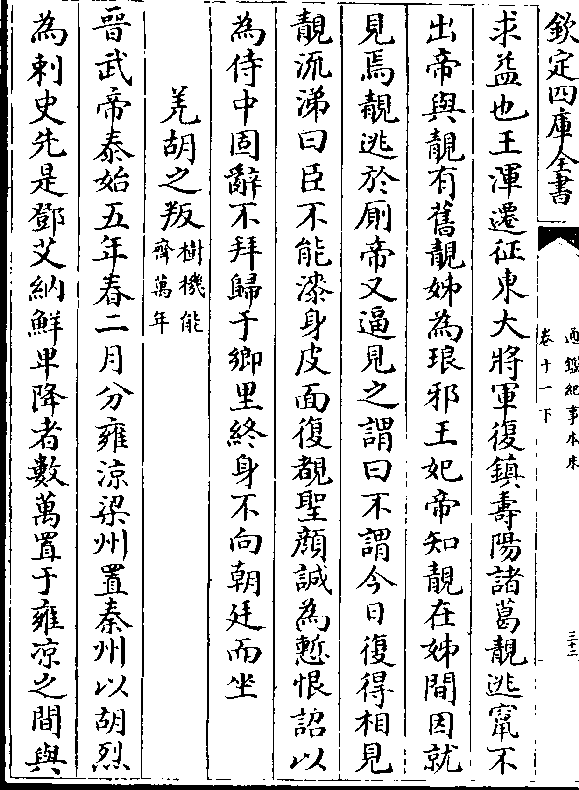 欽定四庫全書
通鑑紀事本末
卷十一下
三十二
求益也王渾遷征東大將軍復鎮壽陽諸葛靚逃竄不
出帝與靚有舊靚姊為琅邪王妃帝知靚在姊間因就
見焉靚逃於厠帝又逼見之謂曰不謂今日復得相見
靚流涕曰臣不能漆身皮面復覩聖顔誠為慙恨詔以
為侍中固辭不拜歸于鄉里終身不向朝廷而坐
羌胡之叛樹機能
齊萬年
晉武帝泰始五年春二月分雍涼梁州置秦州以胡烈
為刺史先是鄧艾納鮮卑降者數萬置于雍凉之間與